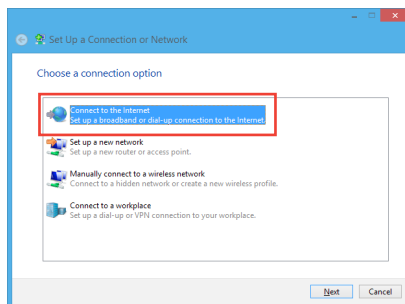 Set Up a Connection or Network
Choose a connection option
Connect to the Internet
Set up a broadband or dial-up connection to the Internet.
Set up a new network
Set up a new router or access point.
Manually connect to a wireless network
Connect to a hidden network or create a new wireless profile.
Connect to a workplace
Set up a dial-up or VPN connection to your workplace.
Next Cancel